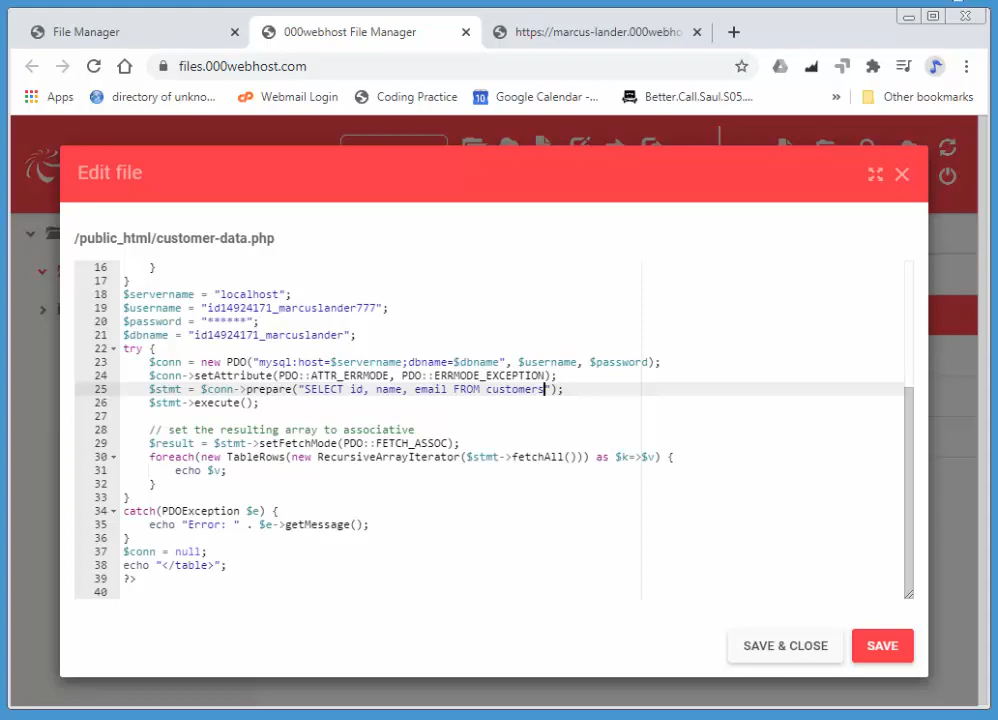 File Manager
000webhost File Manager
https://marcus-lander.000webho
files.000webhost.com
Apps
directory of unkno...
Webmail Login
Coding Practice
10
Google Calendar -...
Better.Call.Saul.S05....
»
Other bookmarks
Edit file
/public_html/customer-data.php
16 }
17 }
18 $servername = "localhost";
19 $username = "id14924171_marcuslander777";
20 $password = "******";
21 $dbname = "id14924171_marcuslander";
22 try {
23 $conn = new PDO("mysql:host=$servername;dbname=$dbname", $username, $password);
24 $conn->setAttribute(PDO::ATTR_ERRMODE, PDO::ERRMODE_EXCEPTION);
25 $stmt = $conn->prepare("SELECT id, name, email FROM customers");
26 $stmt->execute();
27
28 // set the resulting array to associative
29 $result = $stmt->setFetchMode(PDO::FETCH_ASSOC);
30 foreach(new TableRows(new RecursiveArrayIterator($stmt->fetchAll())) as $k=>$v) {
31 echo $v;
32 }
33 }
34 catch(PDOException $e) {
35 echo "Error: " . $e->getMessage();
36 }
37 $conn = null;
38 echo "</table>";
39 ?>
40
SAVE & CLOSE
SAVE